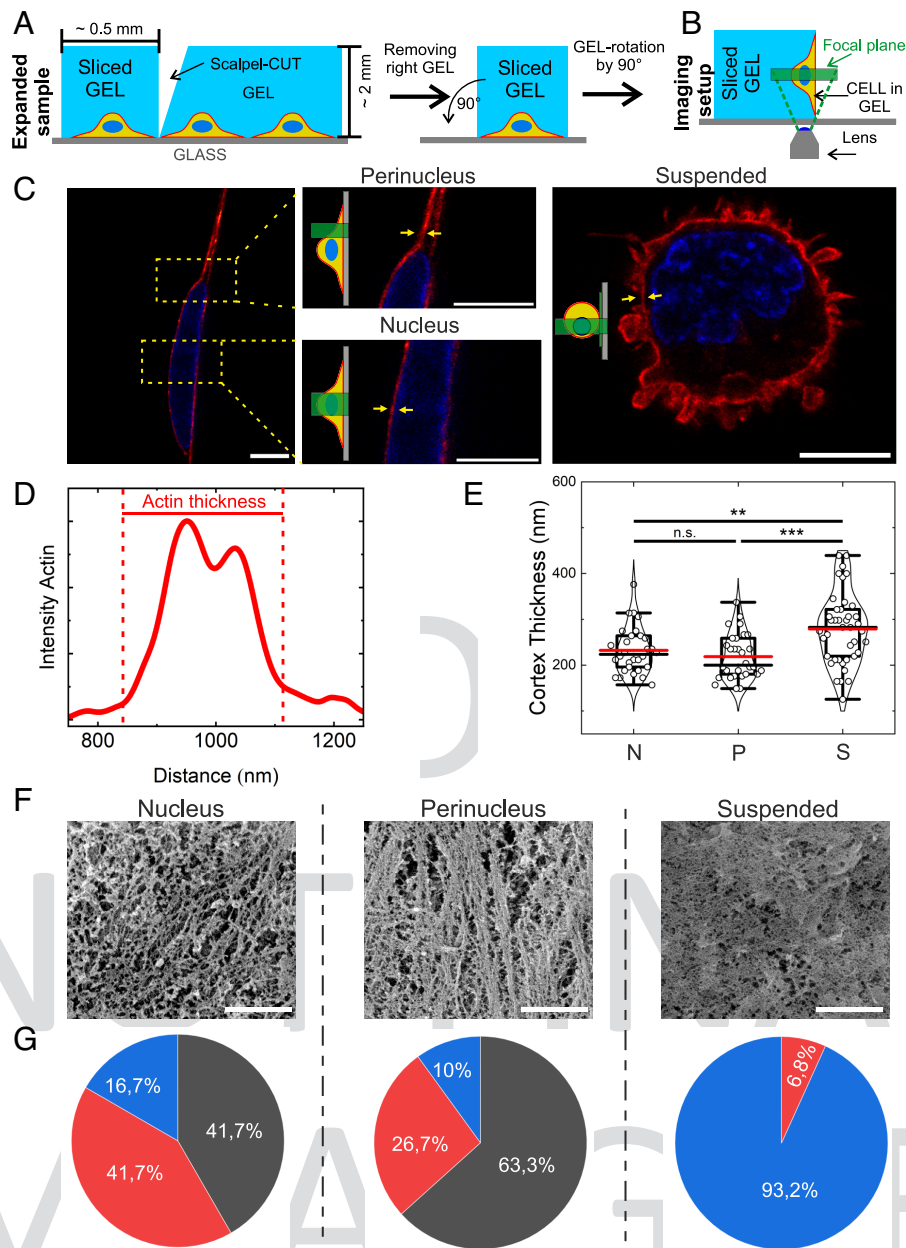 A
B
~ 0.5 mm
Expanded
sample
Sliced
GEL
Scalpel-CUT
GEL
~ 2 mm
GLASS
Removing
right GEL
90°
Sliced
GEL
GEL-rotation
by 90°
Imaging
setup
Sliced
GEL
Focal plane
CELL in
GEL
Lens
C
Perinucleus
Suspended
Nucleus
D
Actin thickness
Intensity Actin
800
1000
1200
Distance (nm)
E
Cortex Thickness (nm)
600
400
200
**
n.s.
***
N
P
S
F
Nucleus
Perinucleus
Suspended
G
16,7%
41,7%
41,7%
10%
26,7%
63,3%
6,8%
93,2%